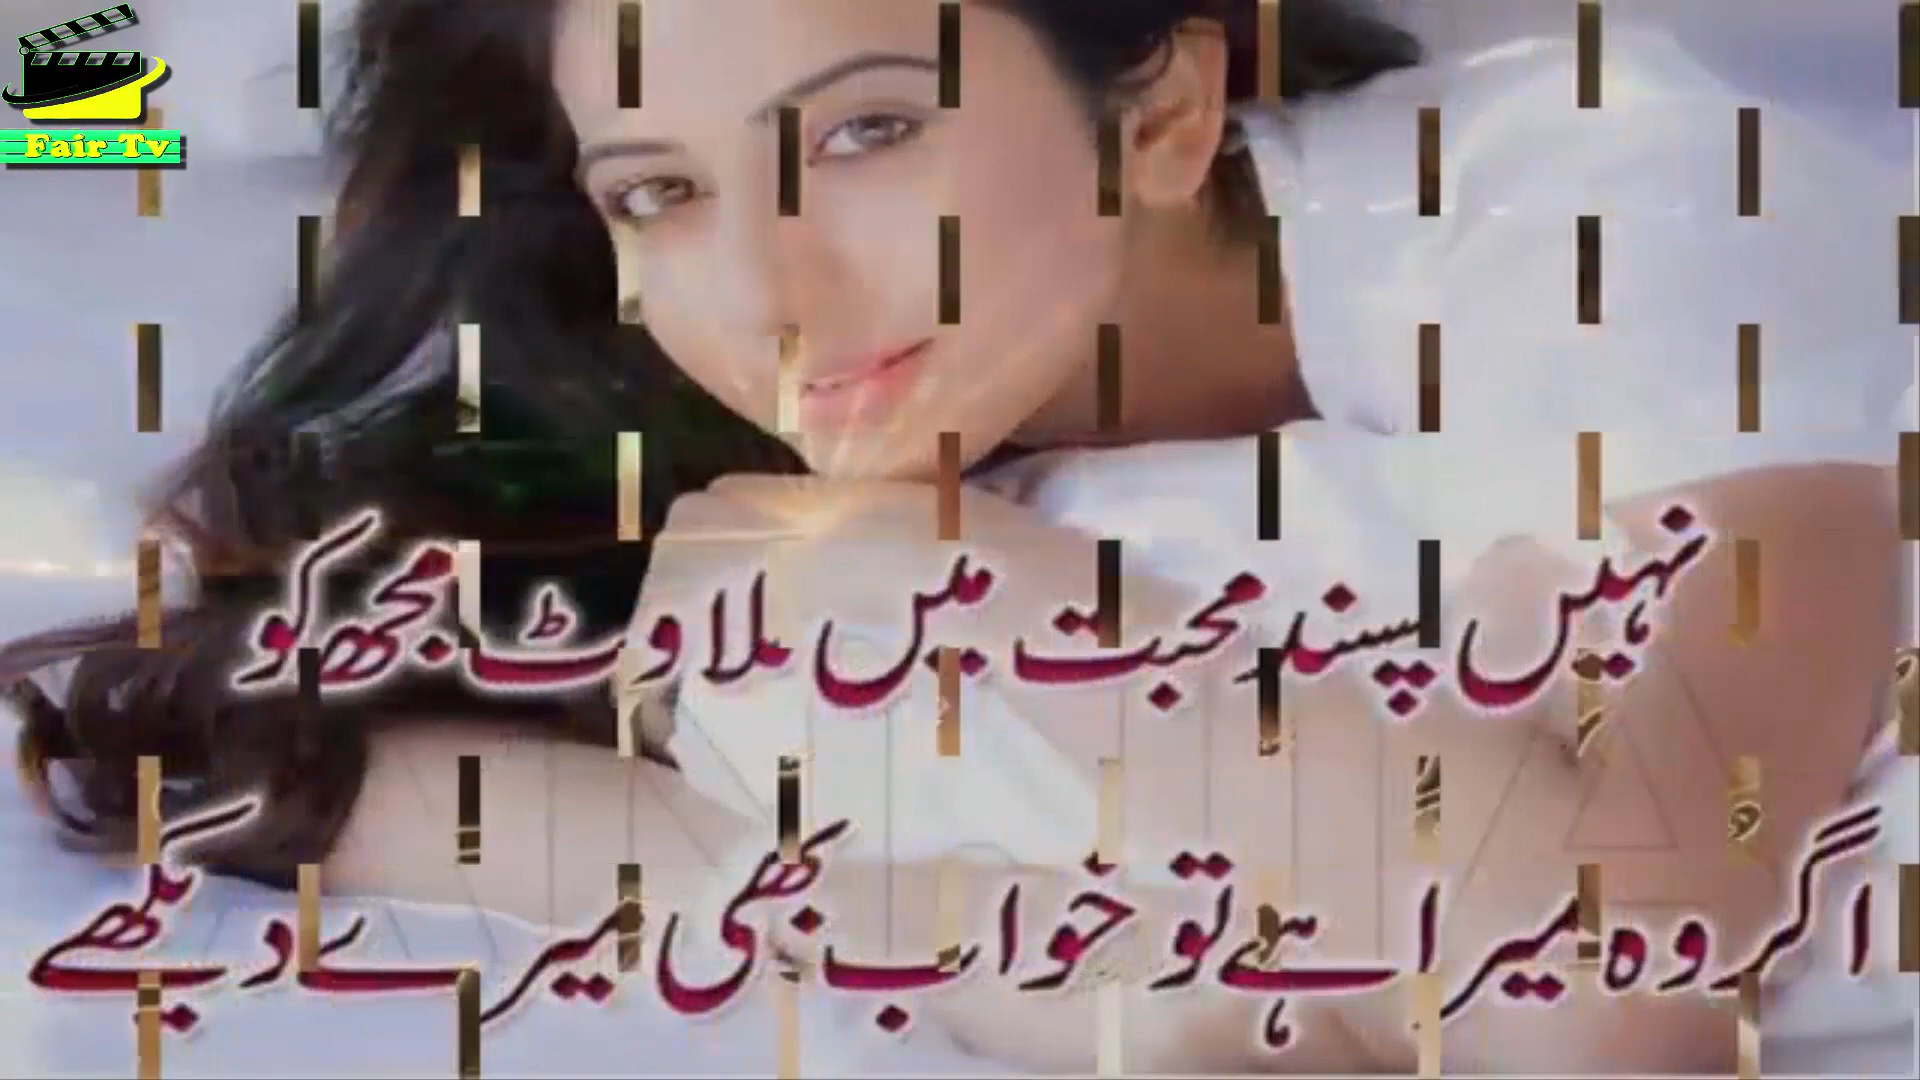 Fair Tv
نہیں پسند محبت میں ملاوٹ مجھ کو
اگر وہ میرا ہے تو خواب بھی میرے دیکھے